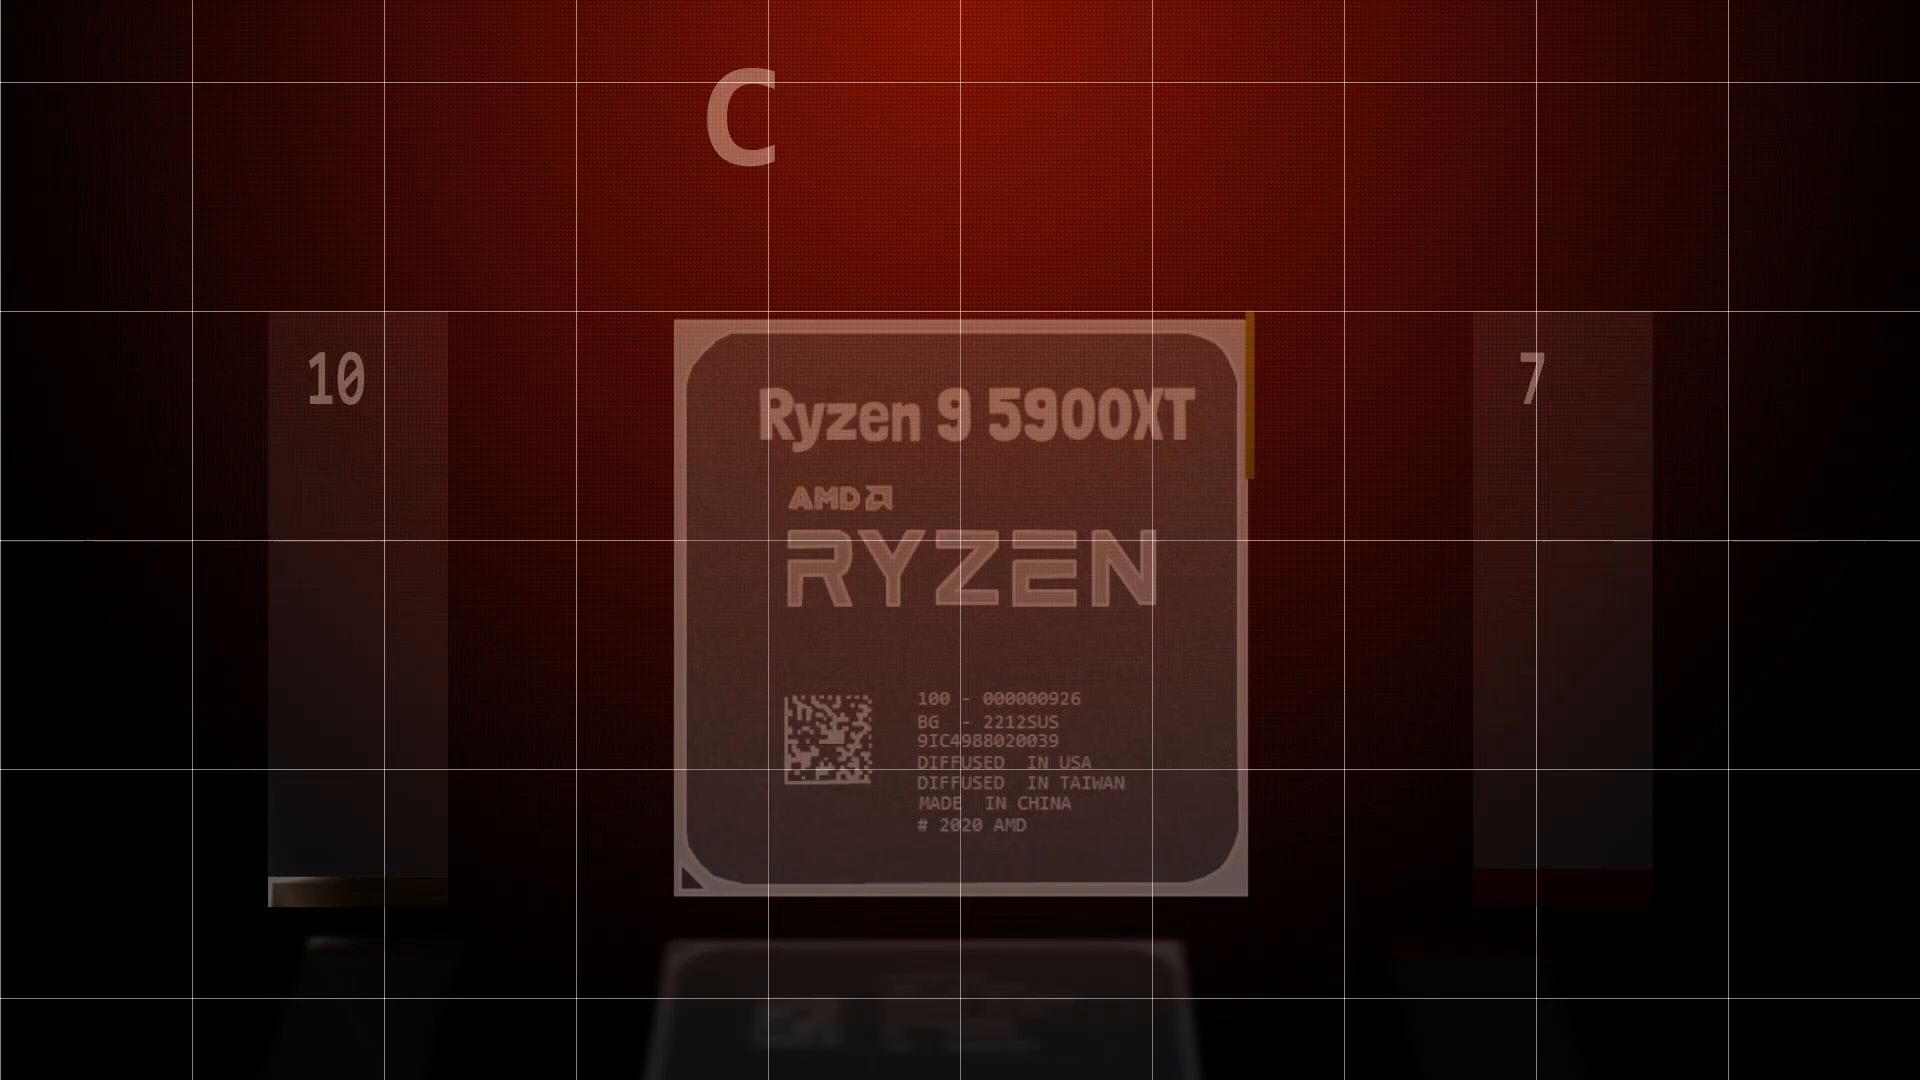 C
10
7
Ryzen 9 5900XT
AMD
RYZEN
100 - 000000926
BG - 2212SUS
9IC4988020039
DIFFUSED IN USA
DIFFUSED IN TAIWAN
MADE IN CHINA
# 2020 AMD